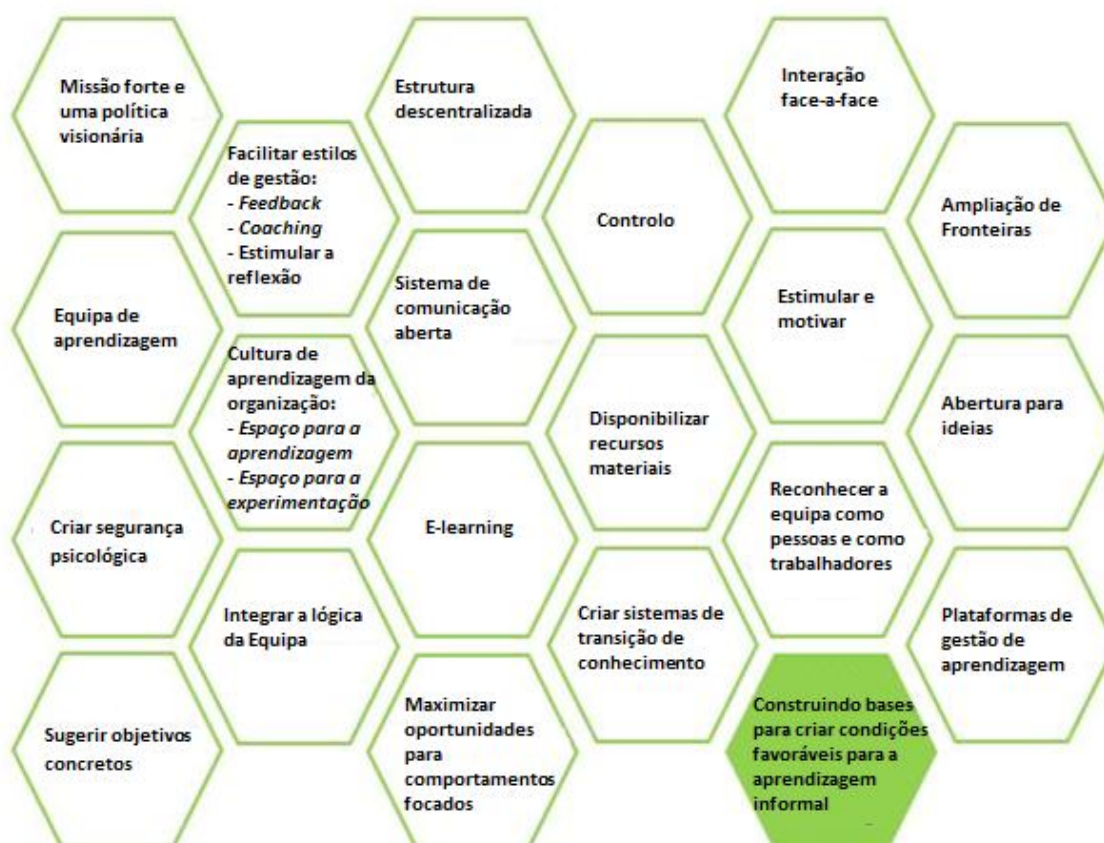 Missão forte e
uma política
visionária
Facilitar estilos
de gestão:
- Feedback
- Coaching
- Estimular a
reflexão
Estrutura
descentralizada
Controlo
Interação
face-a-face
Ampliação de
Fronteiras
Equipa de
aprendizagem
Cultura de
aprendizagem da
organização:
- Espaço para a
aprendizagem
- Espaço para a
experimentação
Sistema de
comunicação
aberta
Disponibilizar
recursos
materiais
Estimular e
motivar
Abertura para
ideias
Criar segurança
psicológica
Integrar a lógica
da Equipa
E-learning
Criar sistemas de
transição de
conhecimento
Reconhecer a
equipa como
pessoas e como
trabalhadores
Plataformas de
gestão de
aprendizagem
Sugerir objetivos
concretos
Maximizar
oportunidades
para
comportamentos
focados
Construindo bases
para criar condições
favoráveis para a
aprendizagem
informal